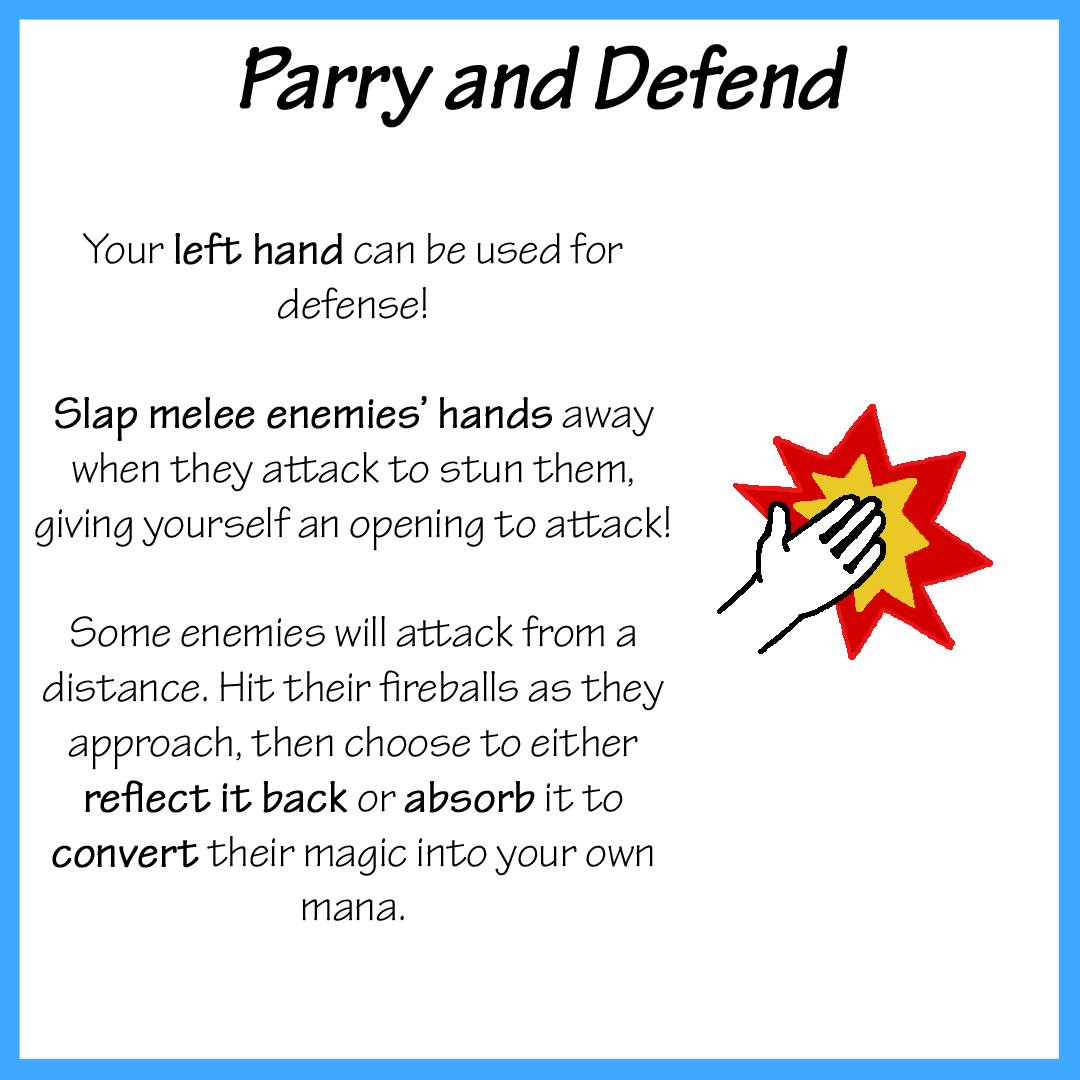 Parry and Defend
Your left hand can be used for
defense!
Slap melee enemies’ hands away
when they attack to stun them,
giving yourself an opening to attack!
Some enemies will attack from a
distance. Hit their fireballs as they
approach, then choose to either
reflect it back or absorb it to
convert their magic into your own
mana.